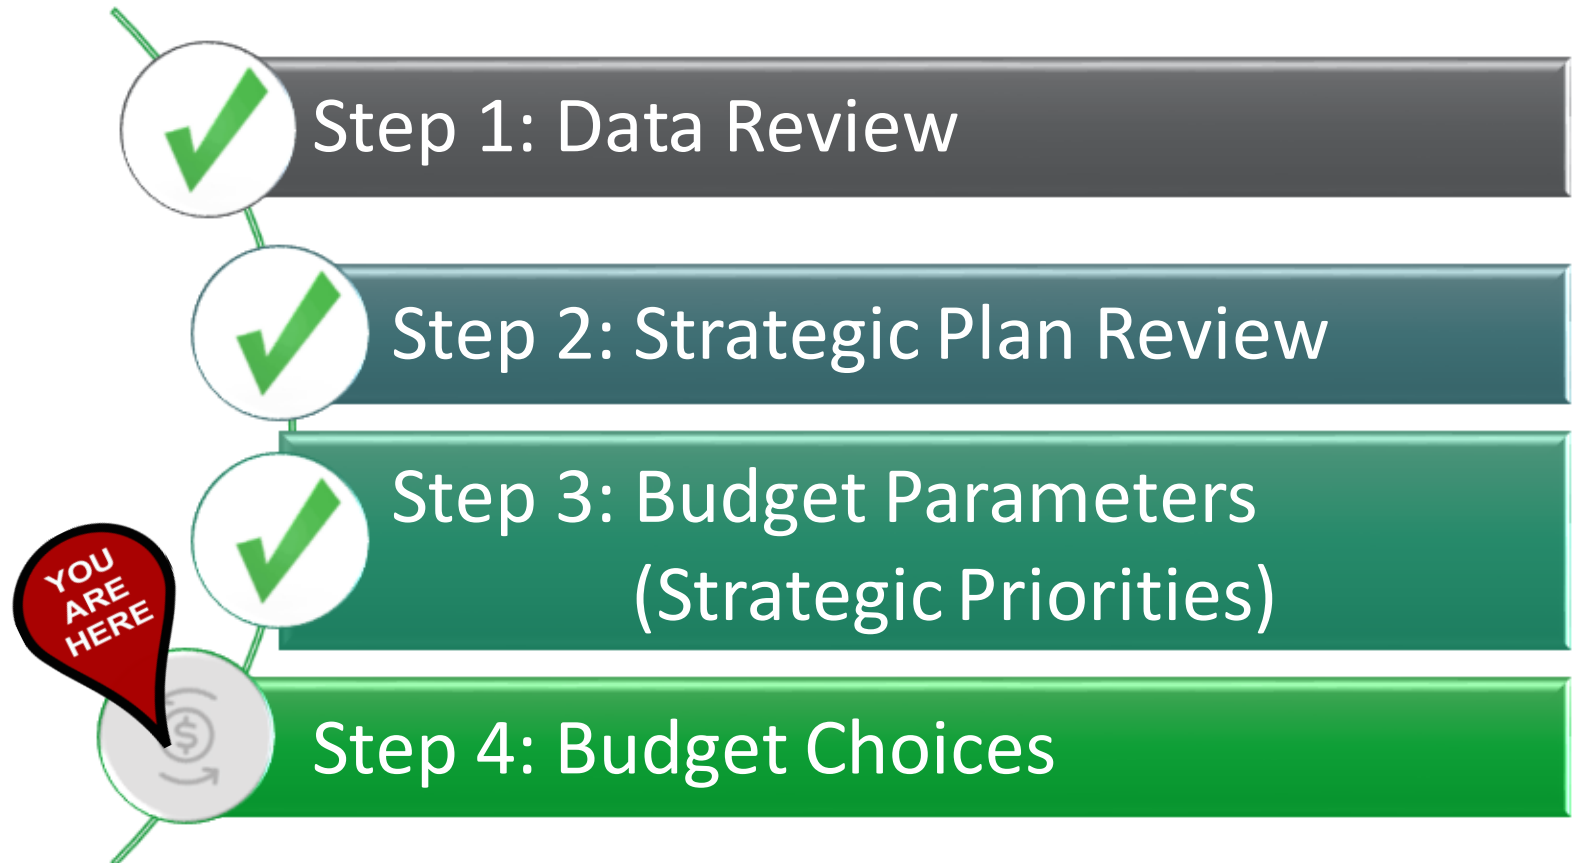 Step 1: Data Review
Step 2: Strategic Plan Review
Step 3: Budget Parameters
(Strategic Priorities)
YOU
ARE
HERE
$
Step 4: Budget Choices